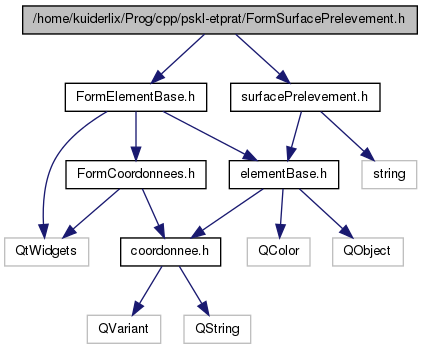 /home/kuiderlix/Prog/cpp/pskl-etprat/FormSurfacePrelevement.h
FormElementBase.h
surfacePrelevement.h
FormCoordonnees.h
elementBase.h
string
QtWidgets
coordonnee.h
QColor
QObject
QVariant
QString